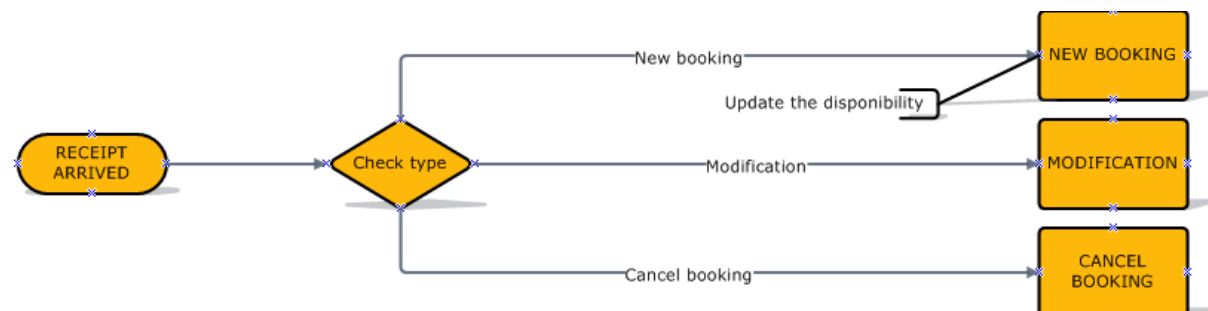 New booking
NEW BOOKING
Update the disponibility
RECEIPT
ARRIVED
Check type
Modification
MODIFICATION
Cancel booking
CANCEL
BOOKING